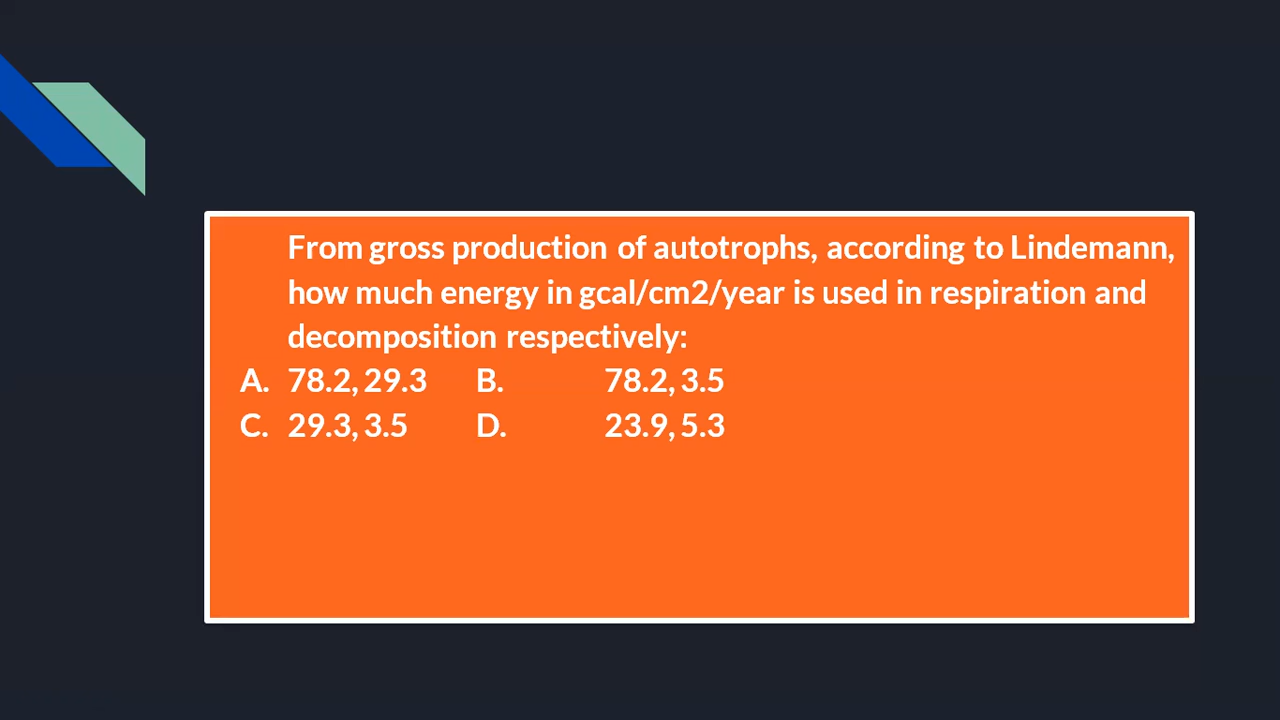 From gross production of autotrophs, according to Lindemann,
how much energy in gcal/cm2/year is used in respiration and
decomposition respectively:
A. 78.2, 29.3 B. 78.2, 3.5
C. 29.3, 3.5 D. 23.9, 5.3